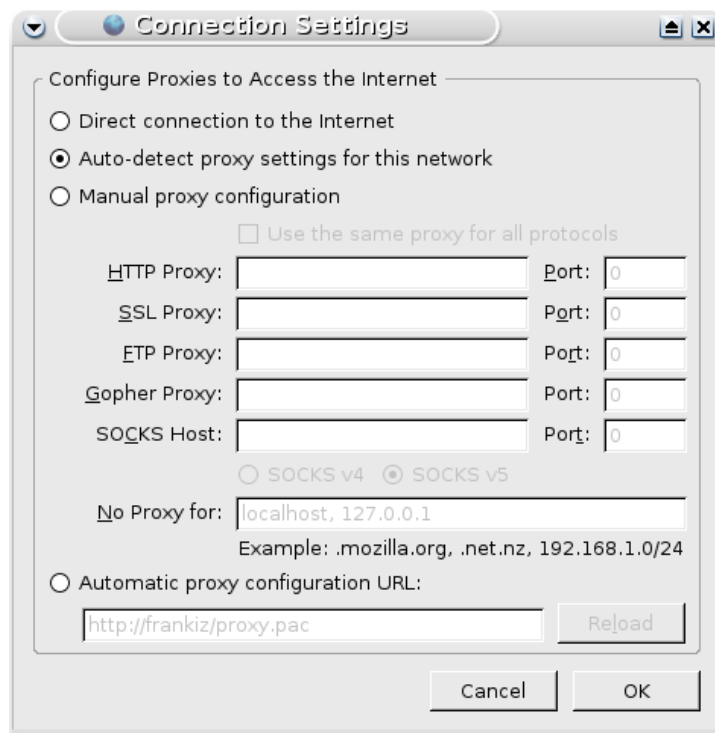 Connection Settings
Configure Proxies to Access the Internet
Direct connection to the Internet
Auto-detect proxy settings for this network
Manual proxy configuration
Use the same proxy for all protocols
HTTP Proxy: Port: 0
SSL Proxy: Port: 0
FTP Proxy: Port: 0
Gopher Proxy: Port: 0
SOCKS Host: Port: 0
SOCKS v4 SOCKS v5
No Proxy for: localhost, 127.0.0.1
Example: .mozilla.org, .net.nz, 192.168.1.0/24
Automatic proxy configuration URL:
http://frankiz/proxy.pac Reload
Cancel OK